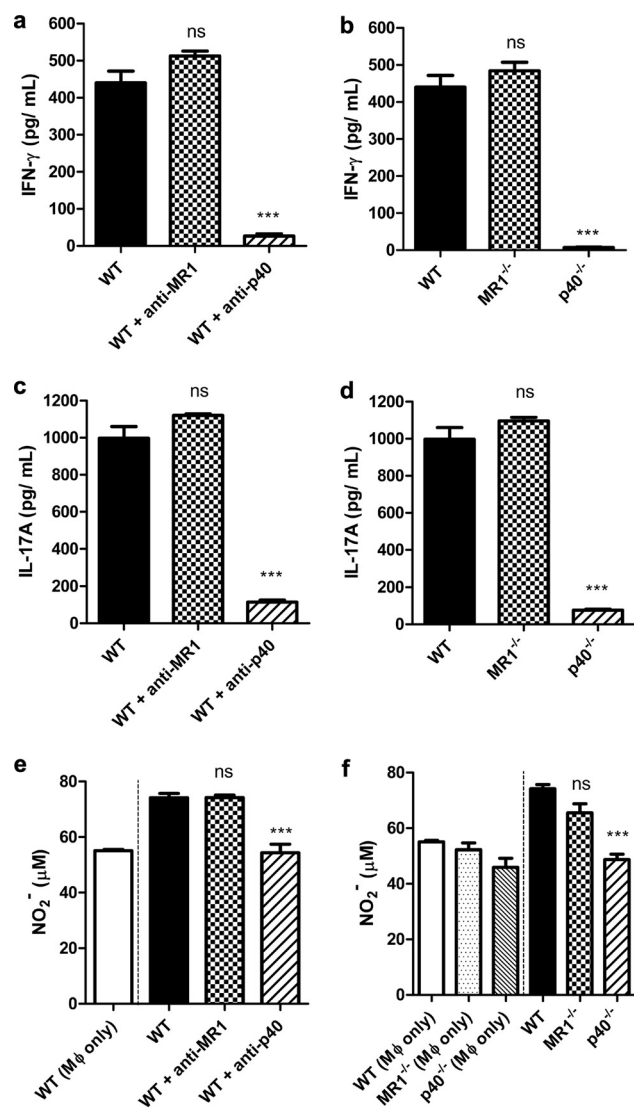 a
IFN-γ (pg/ mL)
600
500
400
300
200
100
0
ns
***
WT
WT + anti-MR1
WT + anti-p40
b
IFN-γ (pg/ mL)
600
500
400
300
200
100
0
ns
***
WT
MR1-/-
p40-/-
c
IL-17A (pg/ mL)
1200
1000
800
600
400
200
0
ns
***
WT
WT + anti-MR1
WT + anti-p40
d
IL-17A (pg/ mL)
1200
1000
800
600
400
200
0
ns
***
WT
MR1-/-
p40-/-
e
NO2- (μM)
80
60
40
20
0
ns
***
WT (Mϕ only)
WT
WT + anti-MR1
WT + anti-p40
f
NO2- (μM)
80
60
40
20
0
ns
***
WT (Mϕ only)
MR1-/- (Mϕ only)
p40-/- (Mϕ only)
WT
MR1-/-
p40-/-